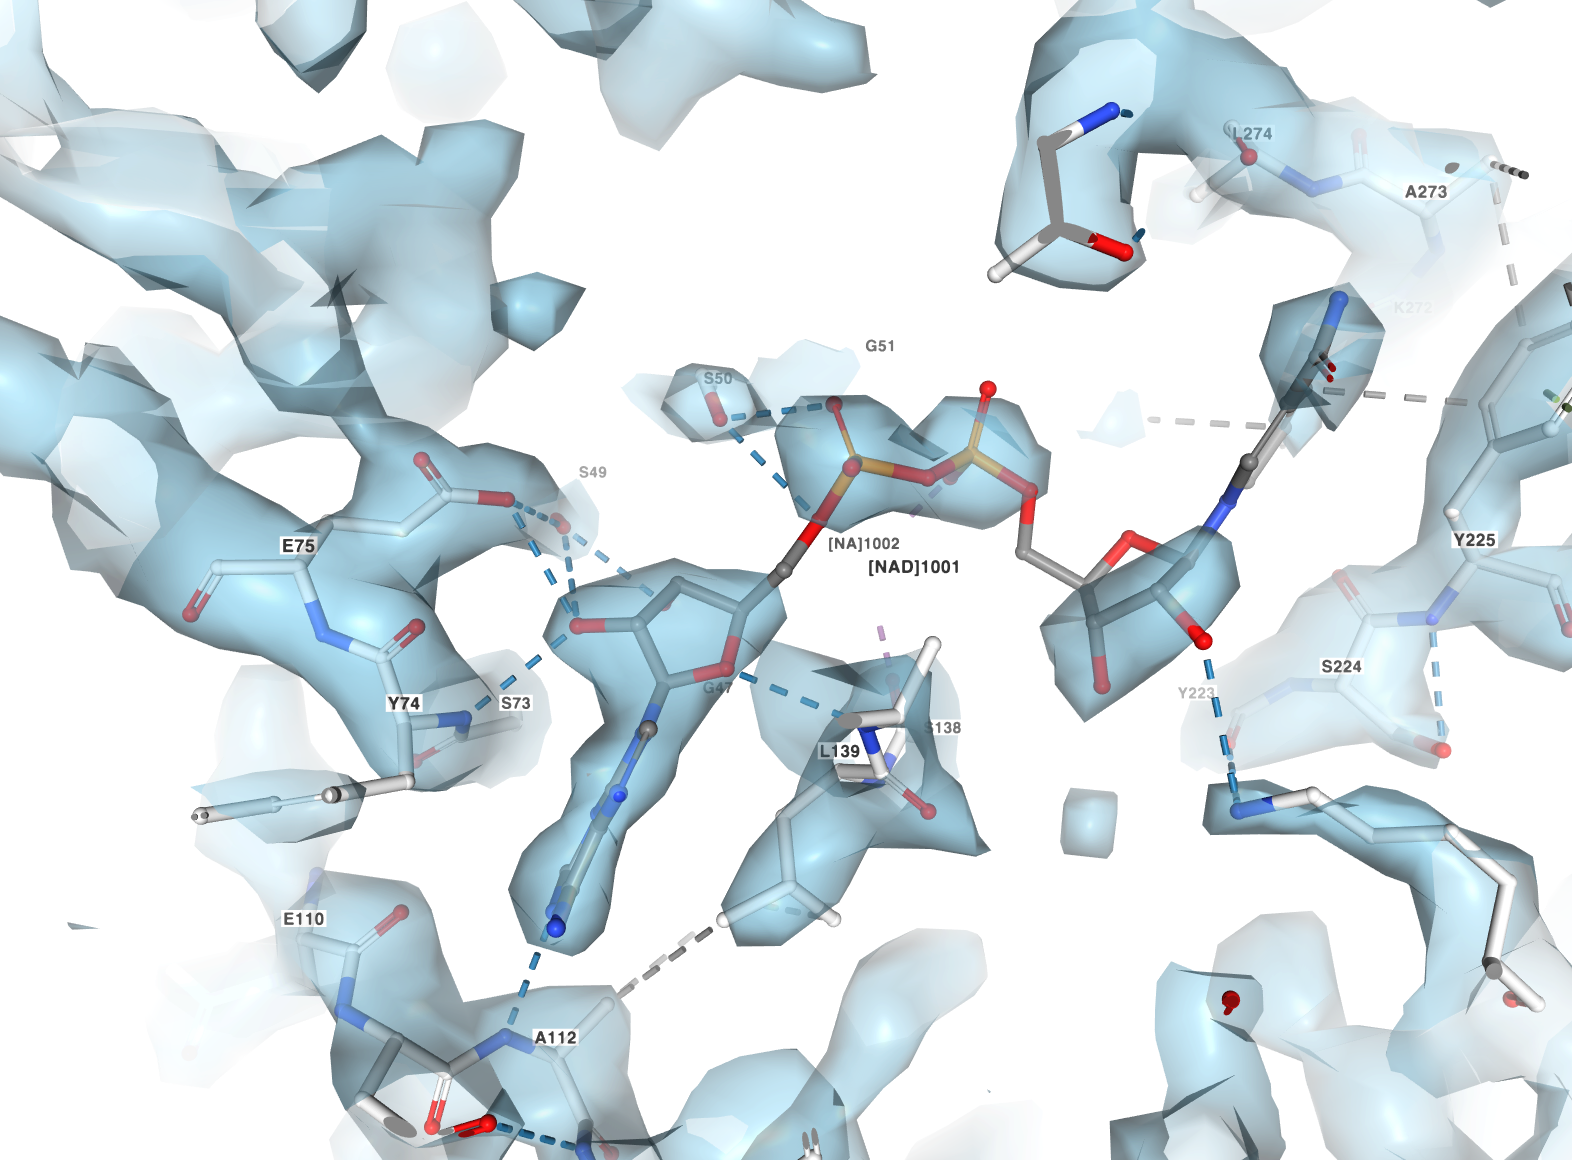 L274
A273
K272
G51
S50
S49
[NA]1002
E75
Y225
[NAD]1001
S224
G47
Y223
Y74
S73
S138
L139
E110
A112